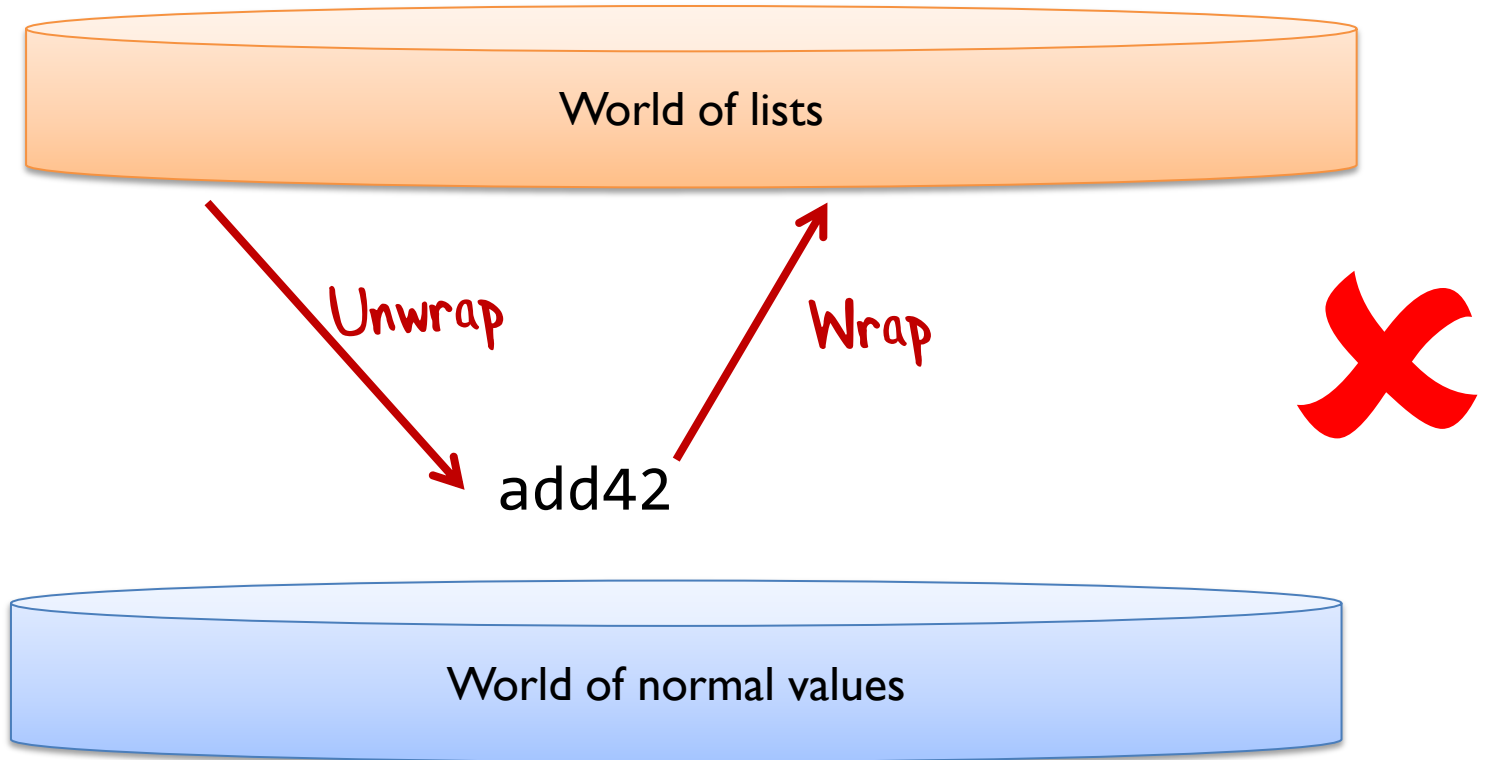 World of lists
Unwrap
Wrap
add42
World of normal values